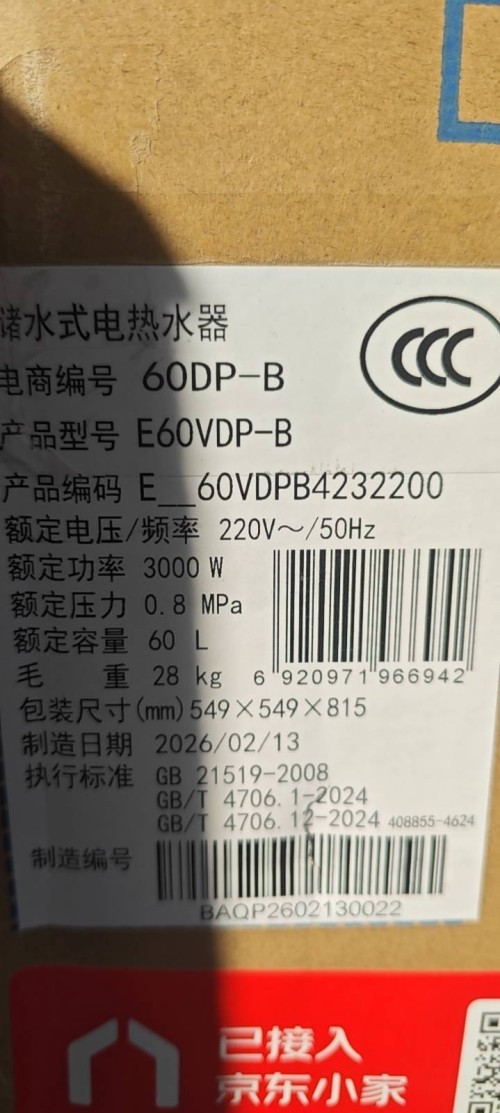 储水式电热水器
CCC
电商编号 60DP-B
产品型号 E60VDP-B
产品编码 E__60VDPB4232200
额定电压/频率 220V～/50Hz
额定功率 3000 W
额定压力 0.8 MPa
额定容量 60 L
毛 重 28 kg
6 920971 966942
包装尺寸(mm)549×549×815
制造日期 2026/02/13
执行标准 GB 21519-2008
GB/T 4706.1-2024
GB/T 4706.12-2024 408855-4624
制造编号
BAQP2602130022
已接入
京东小家